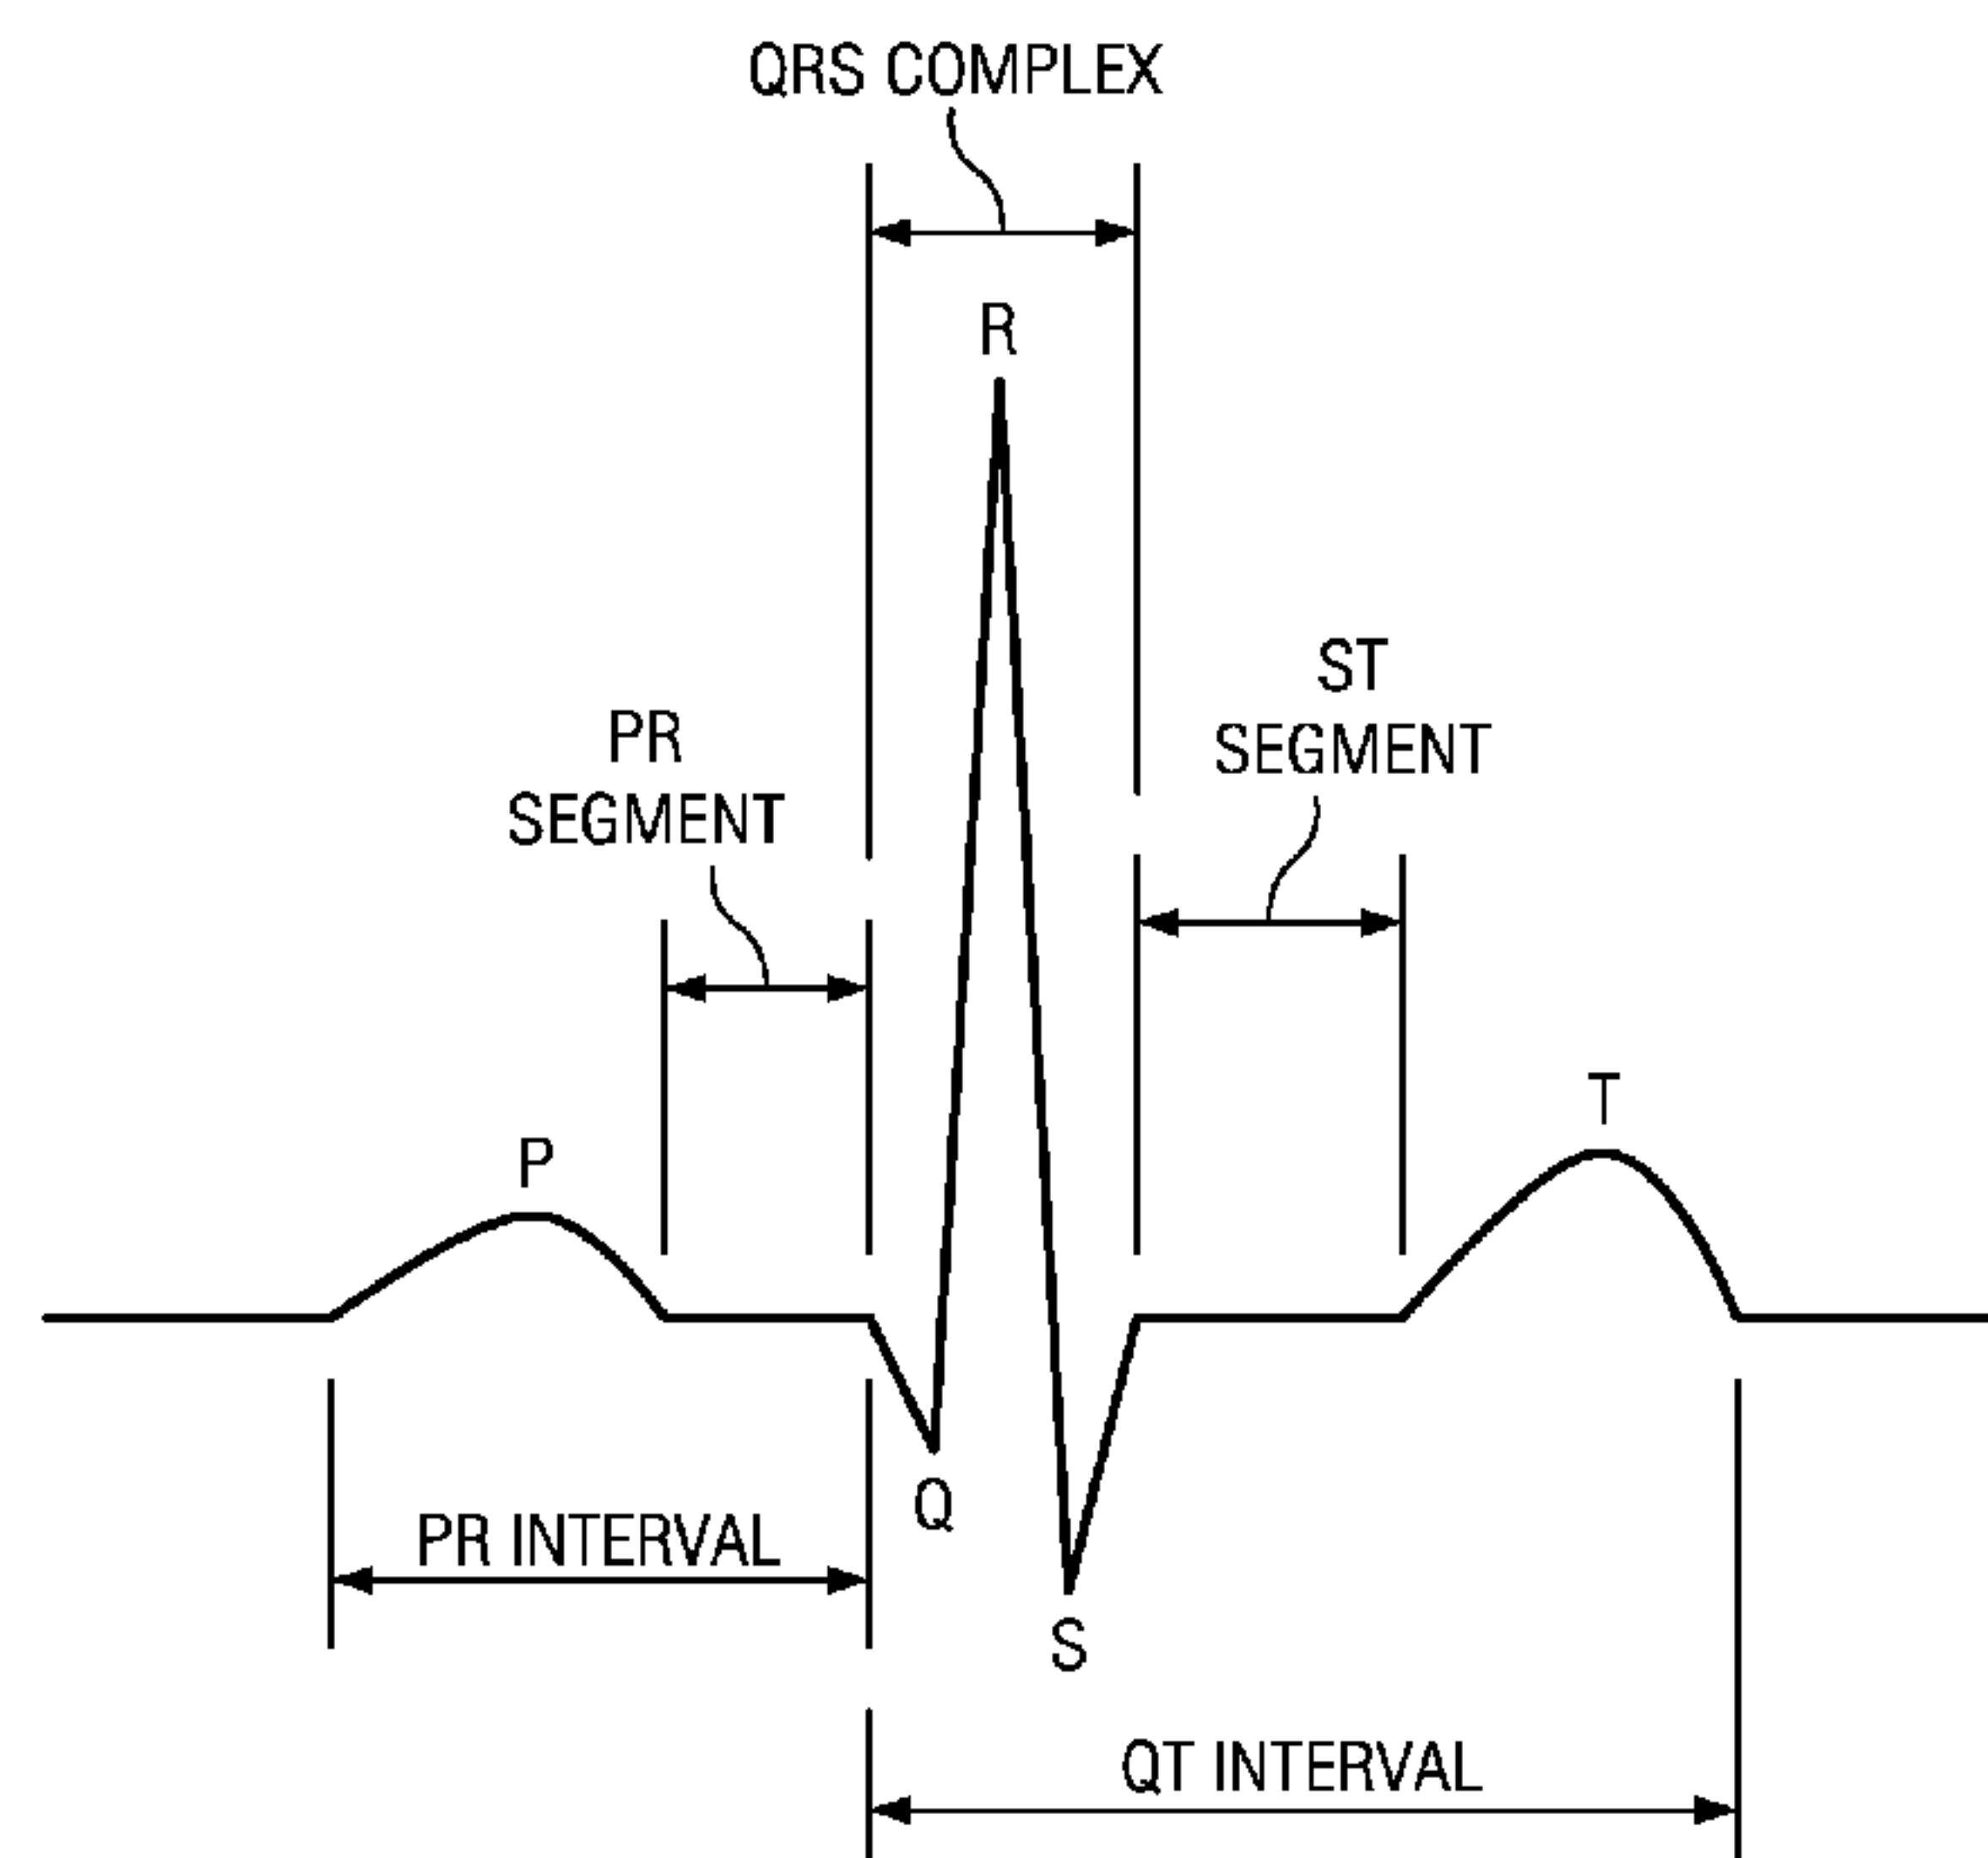 QRS COMPLEX
R
ST
SEGMENT
PR
SEGMENT
T
P
Q
PR INTERVAL
S
QT INTERVAL